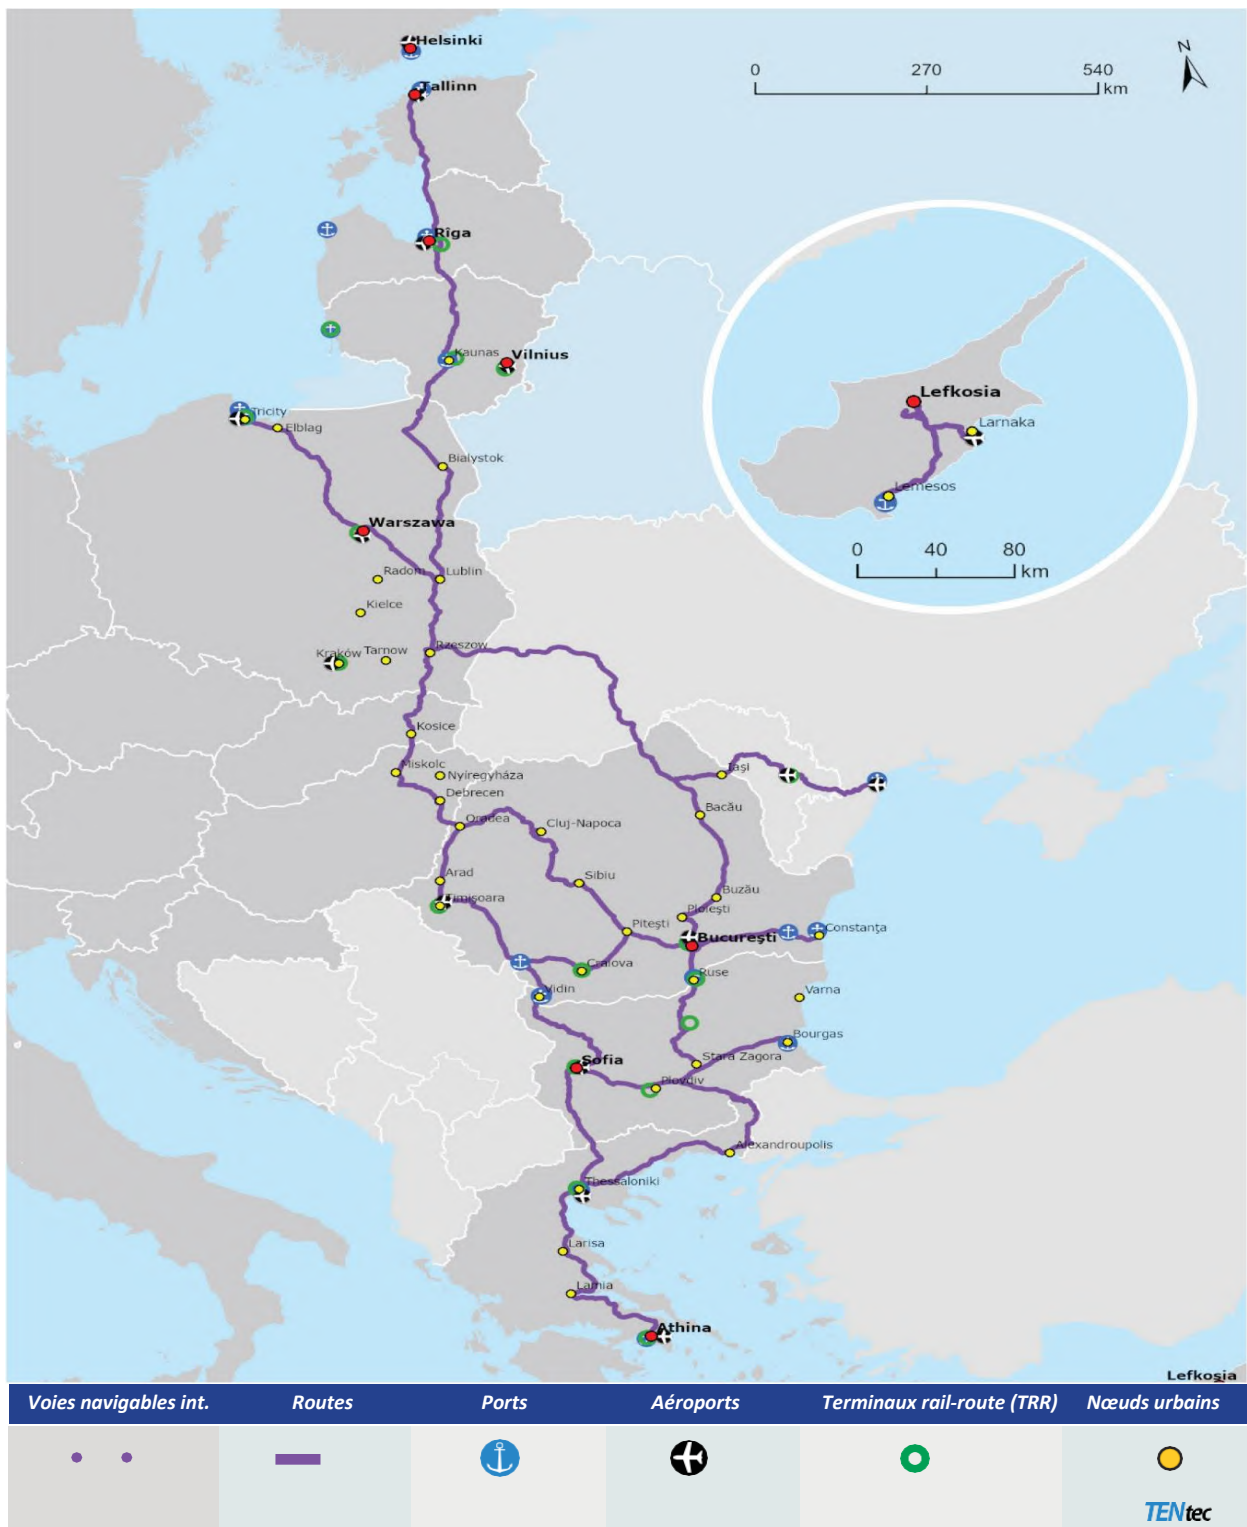 Helsinki
N
0 270 540
km
Tallinn
Rīga
Kaunas
Vilnius
Tricity
Elblag
Bialystok
Warszawa
Radom
Lublin
Kielce
Kraków
Tarnow
Rzeszow
Lefkosia
Larnaka
Lemesos
0 40 80
km
Kosice
Miskolc
Nyíregyháza
Debrecen
Iaşi
Bacău
Oradea
Cluj-Napoca
Arad
Sibiu
Timişoara
Buzău
Ploieşti
Piteşti
Bucureşti
Constanţa
Craiova
Ruse
Vidin
Varna
Bourgas
Sofia
Stara Zagora
Plovdiv
Alexandroupolis
Thessaloniki
Larisa
Lamia
Athina
Lefkosia
Voies navigables int. Routes Ports Aéroports Terminaux rail-route (TRR) Nœuds urbains
TENtec